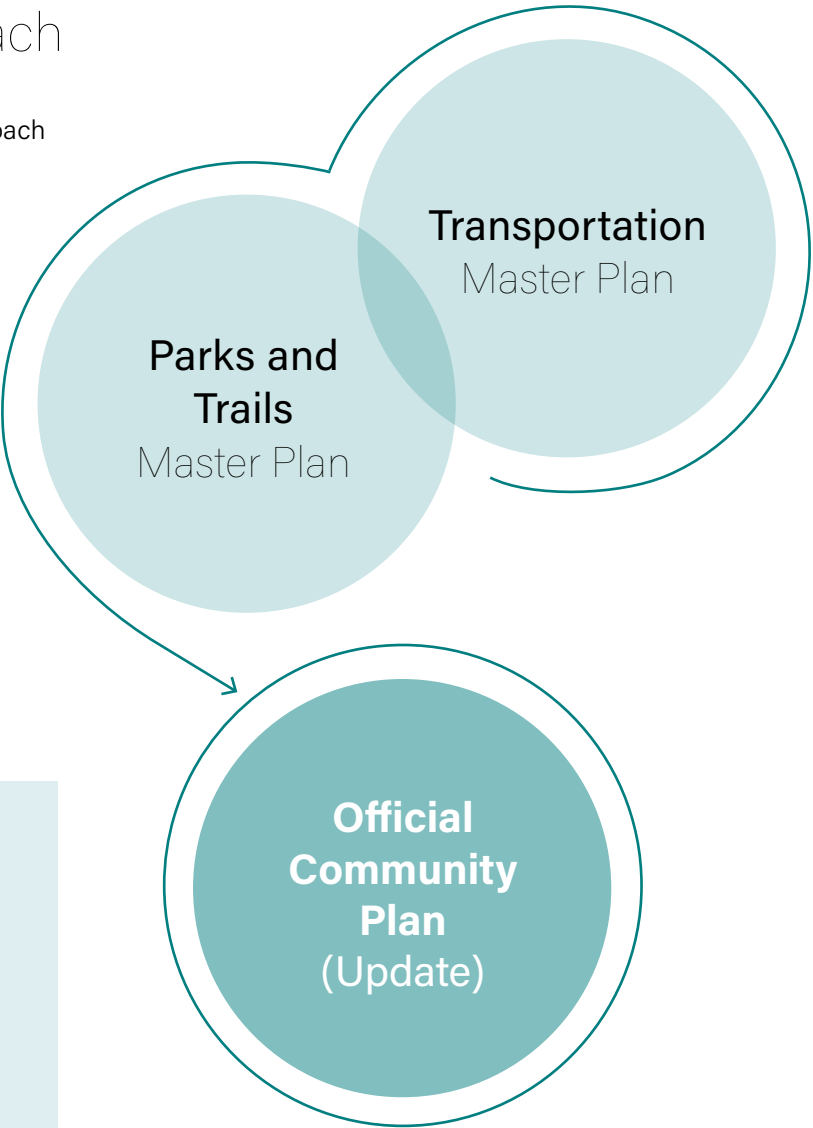 ach
oach
Transportation
Master Plan
Parks and
Trails
Master Plan
Official
Community
Plan
(Update)